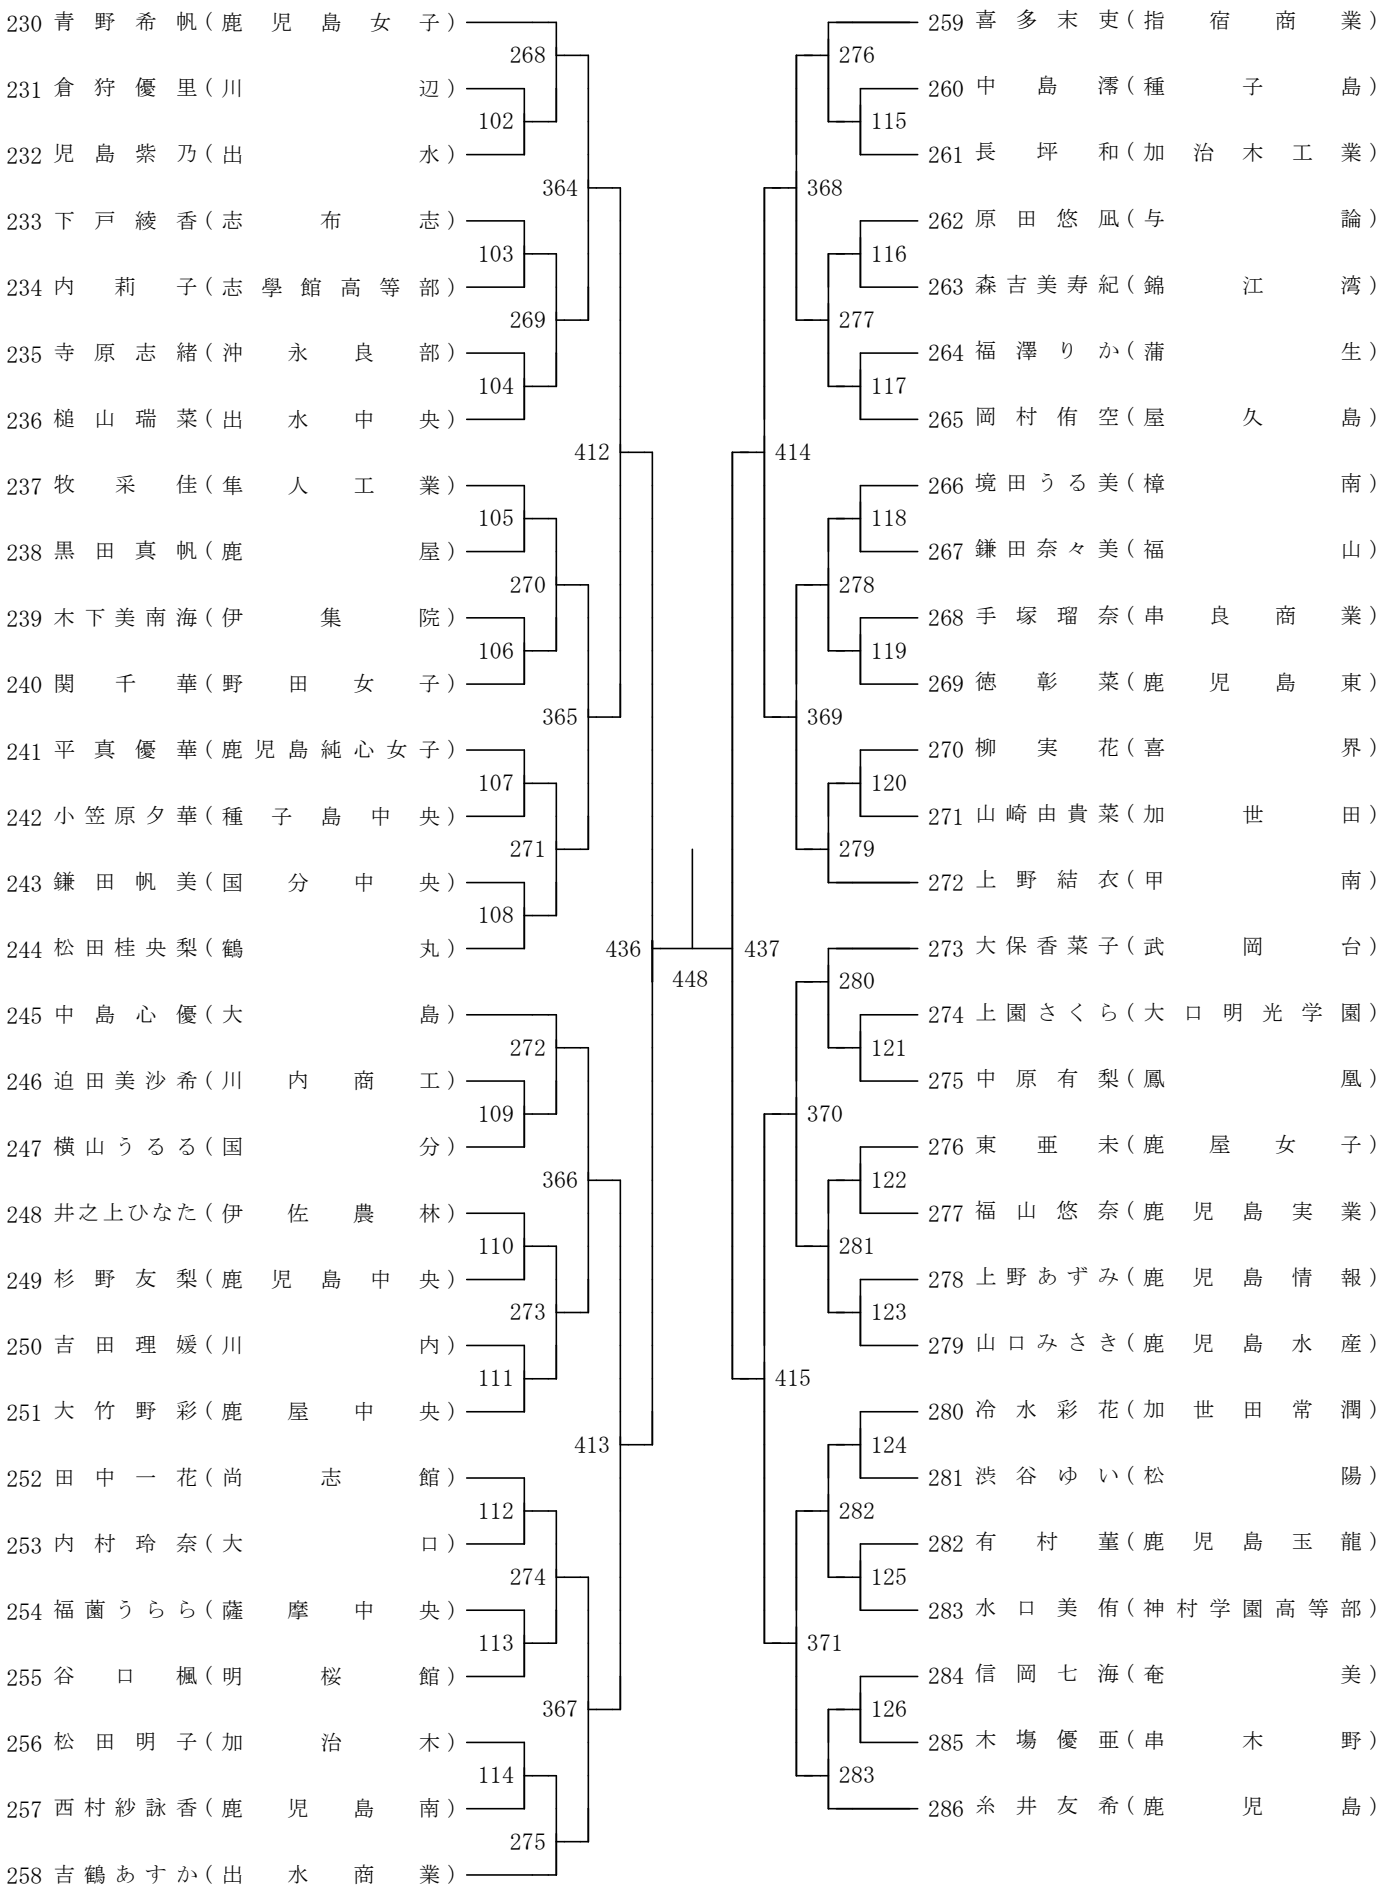 230 青野希帆(鹿児島女子)
268
231 倉狩優里(川辺)
102
232 児島紫乃(出水)
364
233 下戸綾香(志布志)
103
234 内莉子(志學館高等部)
269
235 寺原志緒(沖永良部)
104
236 槌山瑞菜(出水中央)
412
237 牧采佳(隼人工業)
105
238 黒田真帆(鹿屋)
270
239 木下美南海(伊集院)
106
240 関千華(野田女子)
365
241 平真優華(鹿児島純心女子)
107
242 小笠原夕華(種子島中央)
271
243 鎌田帆美(国分中央)
108
244 松田桂央梨(鶴丸)
436
448
245 中島心優(大島)
272
246 迫田美沙希(川内商工)
109
247 横山うるる(国分)
366
248 井之上ひなた(伊佐農林)
110
249 杉野友梨(鹿児島中央)
273
250 吉田理媛(川内)
111
251 大竹野彩(鹿屋中央)
413
252 田中一花(尚志館)
112
253 内村玲奈(大口)
274
254 福薗うらら(薩摩中央)
113
255 谷口楓(明桜館)
367
256 松田明子(加治木)
114
257 西村紗詠香(鹿児島南)
275
258 吉鶴あすか(出水商業)
259 喜多末吏(指宿商業)
276
260 中島澪(種子島)
115
261 長坪和(加治木工業)
368
262 原田悠凪(与論)
116
263 森吉美寿紀(錦江湾)
277
264 福澤りか(蒲生)
117
265 岡村侑空(屋久島)
414
266 境田うる美(樟南)
118
267 鎌田奈々美(福山)
278
268 手塚瑠奈(串良商業)
119
269 徳彰菜(鹿児島東)
369
270 柳実花(喜界)
120
271 山崎由貴菜(加世田)
279
272 上野結衣(甲南)
437
273 大保香菜子(武岡台)
280
274 上園さくら(大口明光学園)
121
275 中原有梨(鳳凰)
370
276 東亜未(鹿屋女子)
122
277 福山悠奈(鹿児島実業)
281
278 上野あずみ(鹿児島情報)
123
279 山口みさき(鹿児島水産)
415
280 冷水彩花(加世田常潤)
124
281 渋谷ゆい(松陽)
282
282 有村菫(鹿児島玉龍)
125
283 水口美侑(神村学園高等部)
371
284 信岡七海(奄美)
126
285 木場優亜(串木野)
283
286 糸井友希(鹿児島)